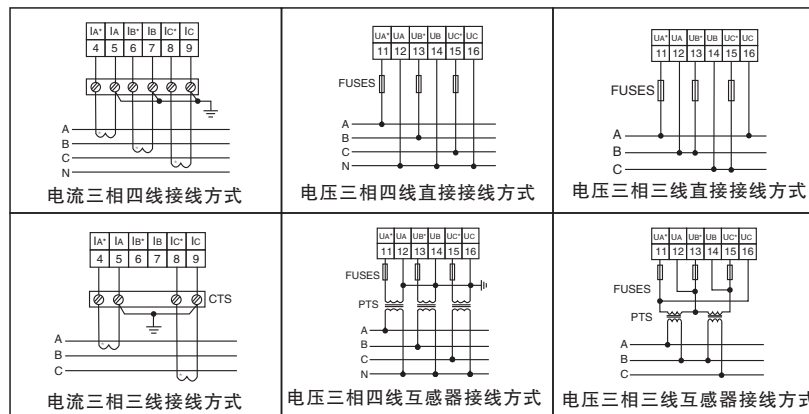 IA* IA IB* IB IC* IC
4 5 6 7 8 9
A
B
C
N
电流三相四线接线方式
UA* UA UB* UB UC* UC
11 12 13 14 15 16
FUSES
A
B
C
N
电压三相四线直接接线方式
UA* UA UB* UB UC* UC
11 12 13 14 15 16
FUSES
A
B
C
电压三相三线直接接线方式
IA* IA IB* IB IC* IC
4 5 6 7 8 9
CTS
A
B
C
电流三相三线接线方式
UA* UA UB* UB UC* UC
11 12 13 14 15 16
FUSES
PTS
A
B
C
N
电压三相四线互感器接线方式
UA* UA UB* UB UC* UC
11 12 13 14 15 16
FUSES
PTS
A
B
C
电压三相三线互感器接线方式